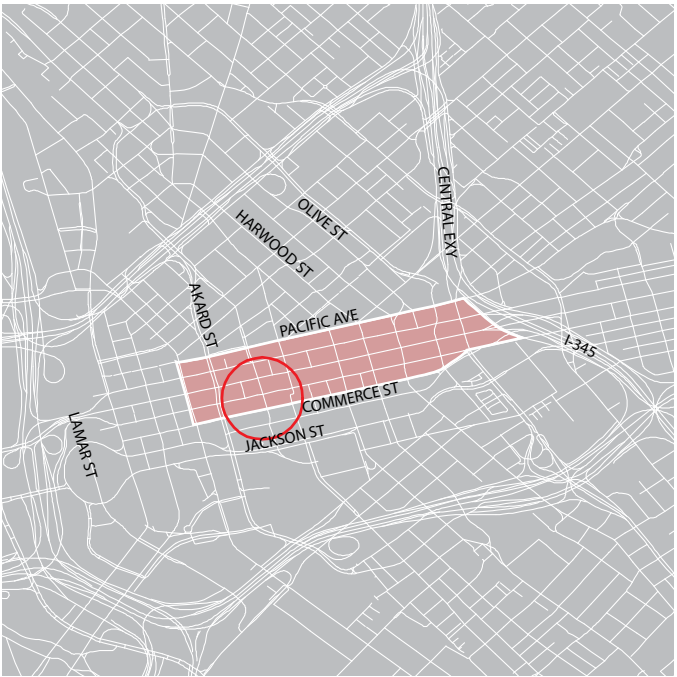 CENTRAL EXY
OLIVE ST
HARWOOD ST
AKARD ST
PACIFIC AVE
I-345
COMMERCE ST
LAMAR ST
JACKSON ST